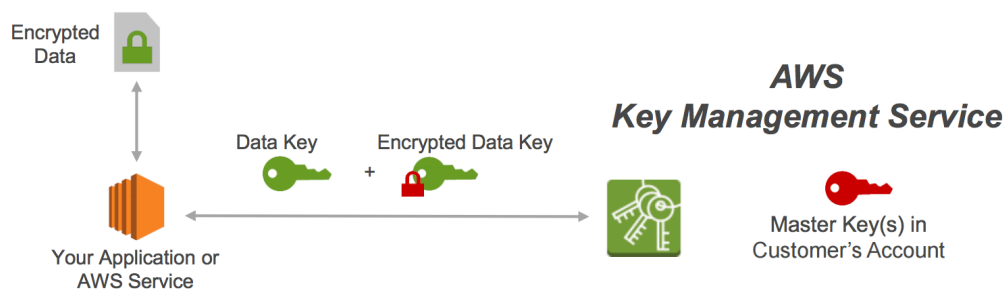 Encrypted
Data
AWS
Key Management Service
Data Key
+
Encrypted Data Key
Your Application or
AWS Service
Master Key(s) in
Customer's Account